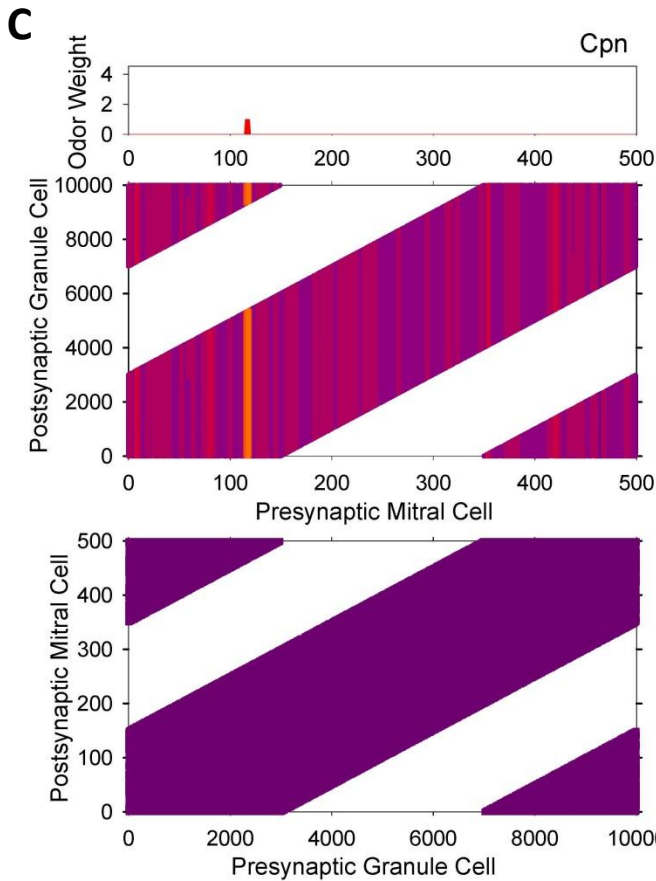 C
Cpn
Odor Weight
4
2
0
0 100 200 300 400 500
Postsynaptic Granule Cell
10000
8000
6000
4000
2000
0
0 100 200 300 400 500
Presynaptic Mitral Cell
Postsynaptic Mitral Cell
500
400
300
200
100
0
0 2000 4000 6000 8000 10000
Presynaptic Granule Cell